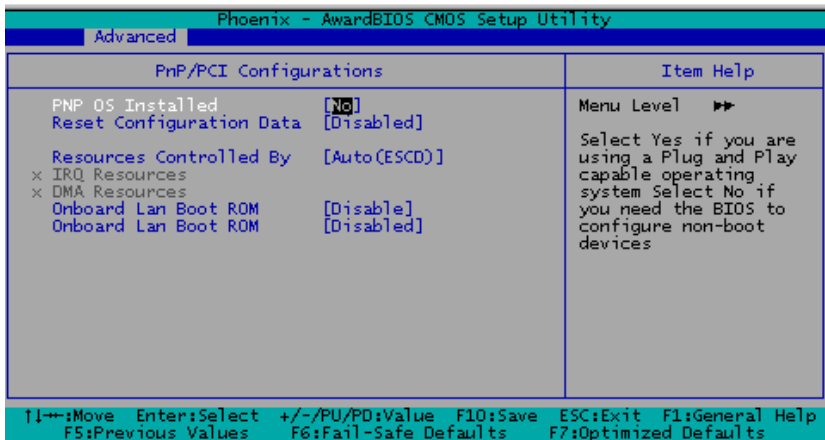 Phoenix - AwardBIOS CMOS Setup Utility
Advanced
PnP/PCI Configurations
Item Help
PNP OS Installed [No]
Reset Configuration Data [Disabled]
Resources Controlled By [Auto(ESCD)]
x IRQ Resources
x DMA Resources
Onboard Lan Boot ROM [Disable]
Onboard Lan Boot ROM [Disabled]
Menu Level ▶▶
Select Yes if you are
using a Plug and Play
capable operating
system Select No if
you need the BIOS to
configure non-boot
devices
↑↓→←:Move Enter:Select +/-/PU/PD:Value F10:Save ESC:Exit F1:General Help
F5:Previous Values F6:Fail-Safe Defaults F7:Optimized Defaults